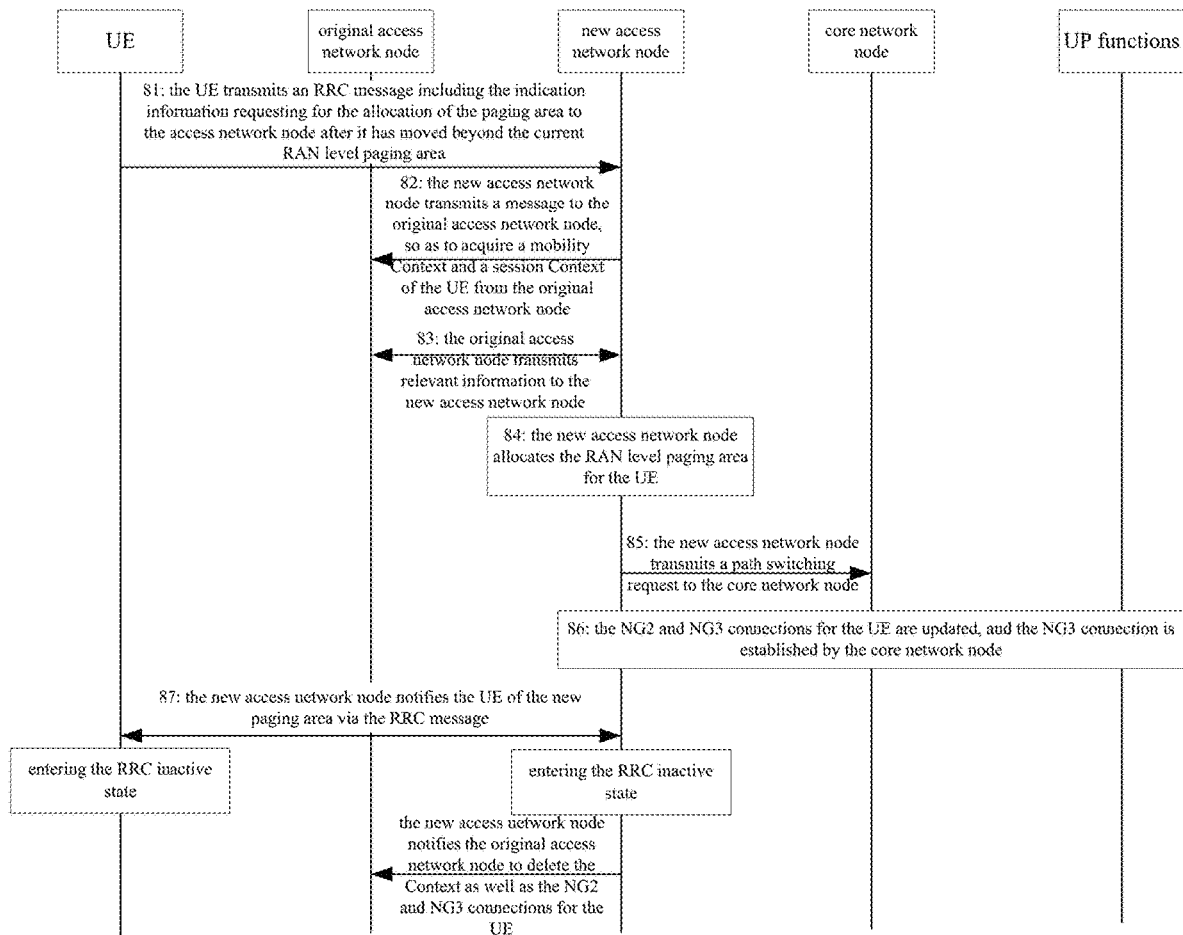 UE
original access
network node
new access
network node
core network
node
UP functions
81: the UE transmits an RRC message including the indication
information requesting for the allocation of the paging area to
the access network node after it has moved beyond the current
RAN level paging area
82: the new access network
node transmits a message to the
original access network node,
so as to acquire a mobility
Context and a session Context
of the UE from the original
access network node
83: the original access
network node transmits
relevant information to the
new access network node
84: the new access network node
allocates the RAN level paging area
for the UE
85: the new access network node
transmits a path switching
request to the core network node
86: the NG2 and NG3 connections for the UE are updated, and the NG3 connection is
established by the core network node
87: the new access network node notifies the UE of the new
paging area via the RRC message
entering the RRC inactive
state
entering the RRC inactive
state
the new access network node
notifies the original access
network node to delete the
Context as well as the NG2
and NG3 connections for the
UE